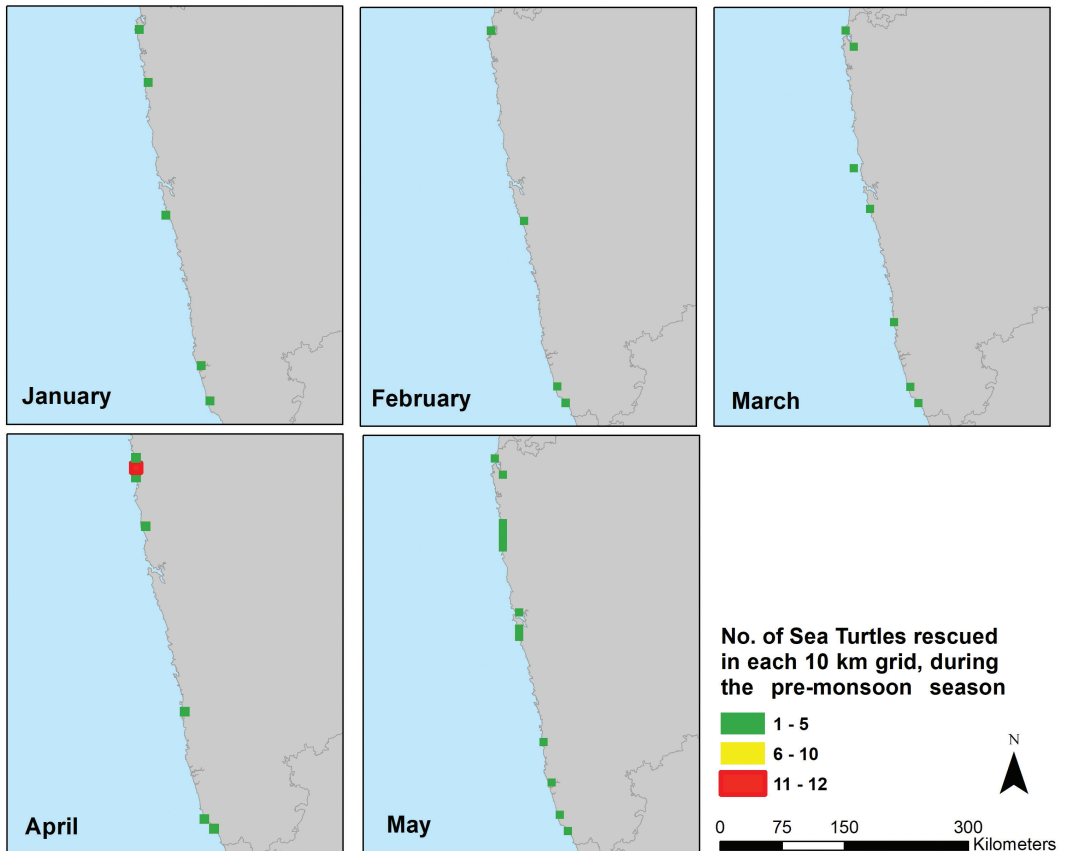 January
February
March
April
May
No. of Sea Turtles rescued
in each 10 km grid, during
the pre-monsoon season
1 - 5
6 - 10
11 - 12
N
0 75 150 300
Kilometers